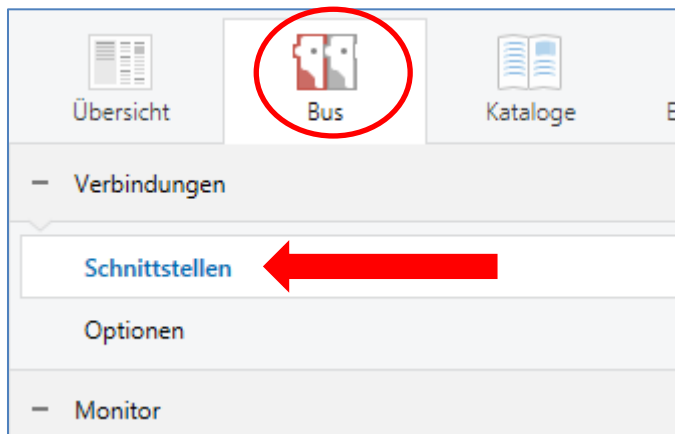 Übersicht Bus Kataloge
Verbindungen
Schnittstellen
Optionen
Monitor